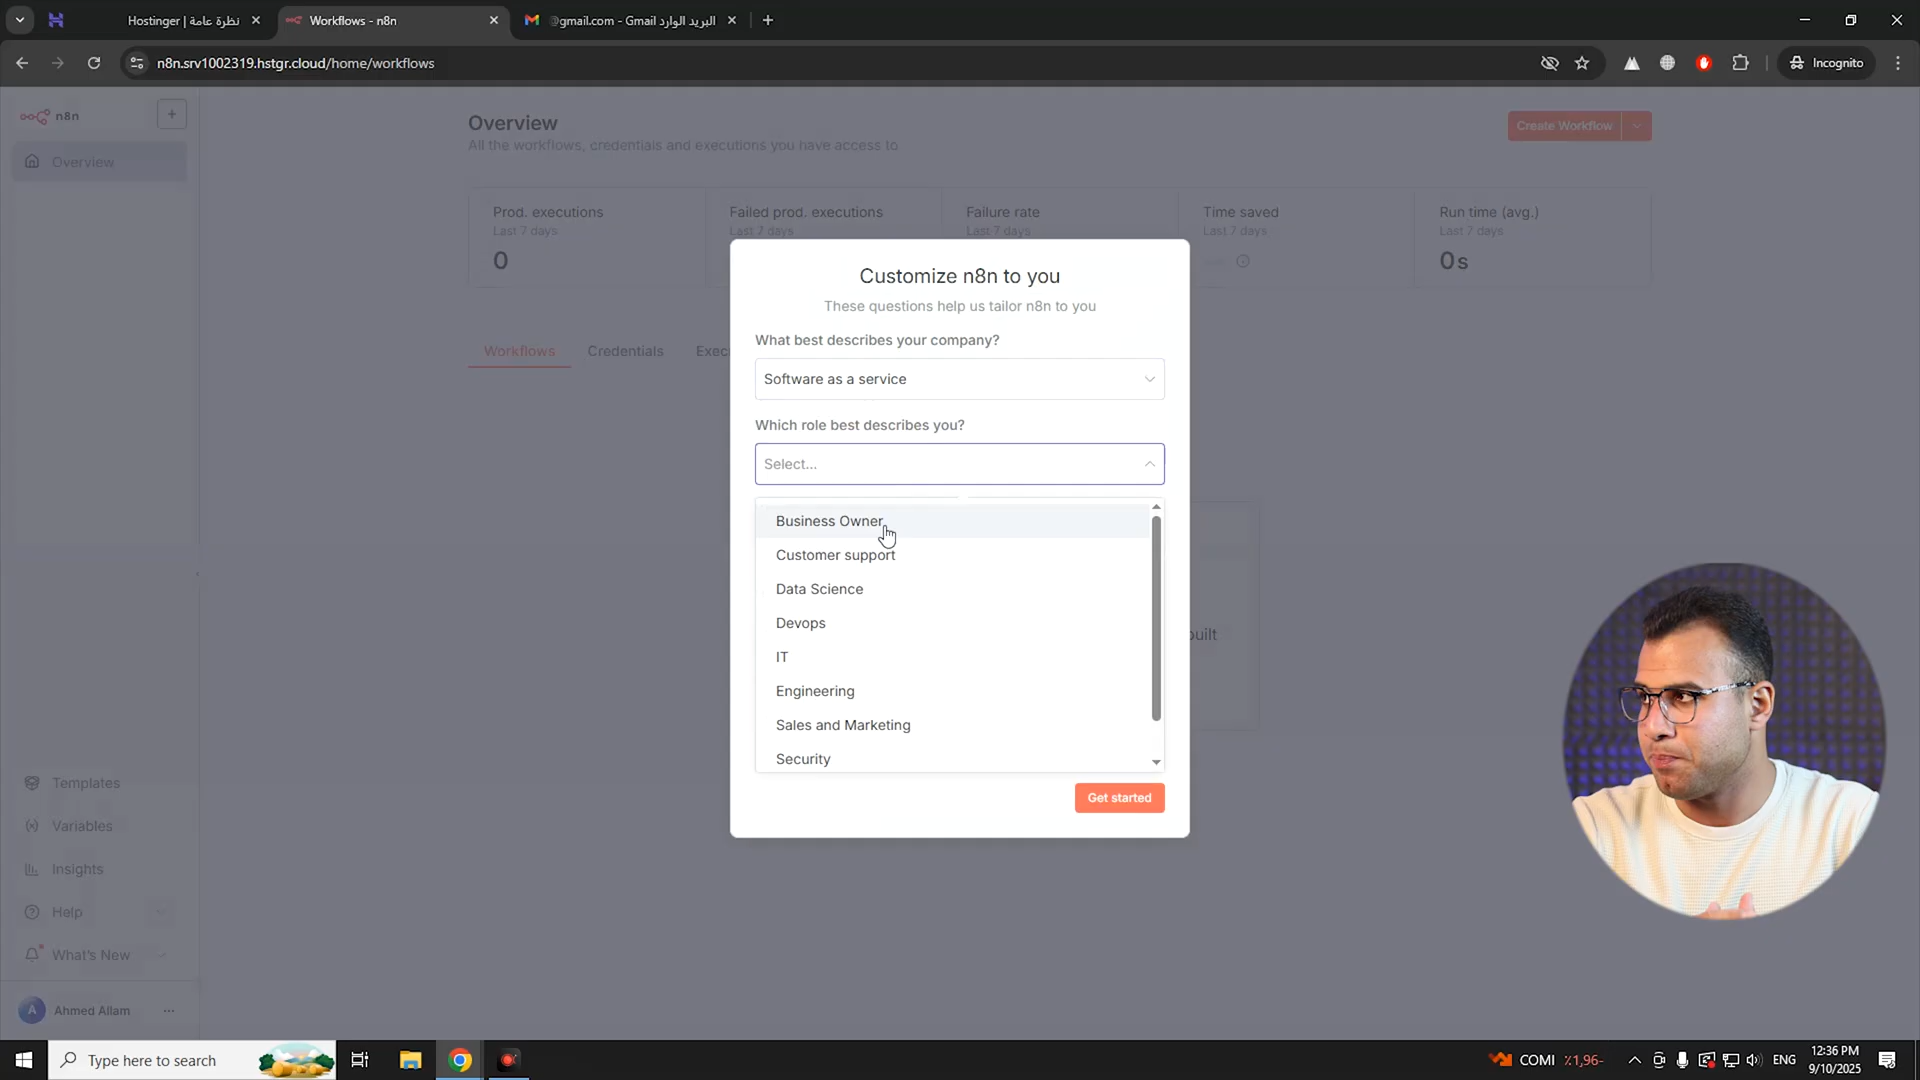 Hostinger | نظرة عامة
Workflows - n8n
البريد الوارد @gmail.com - Gmail
n8n.srv1002319.hstgr.cloud/home/workflows
Incognito
n8n
Overview
Overview
All the workflows, credentials and executions you have access to
Create Workflow
Prod. executions
Last 7 days
0
Failed prod. executions
Last 7 days
Failure rate
Last 7 days
Time saved
Last 7 days
Run time (avg.)
Last 7 days
0s
Workflows
Credentials
Customize n8n to you
These questions help us tailor n8n to you
What best describes your company?
Software as a service
Which role best describes you?
Select...
Business Owner
Customer support
Data Science
Devops
IT
Engineering
Sales and Marketing
Security
Get started
Templates
Variables
Insights
Help
What's New
A
Ahmed Allam
Type here to search
COMI ٪1,96-
ENG
12:36 PM
9/10/2025